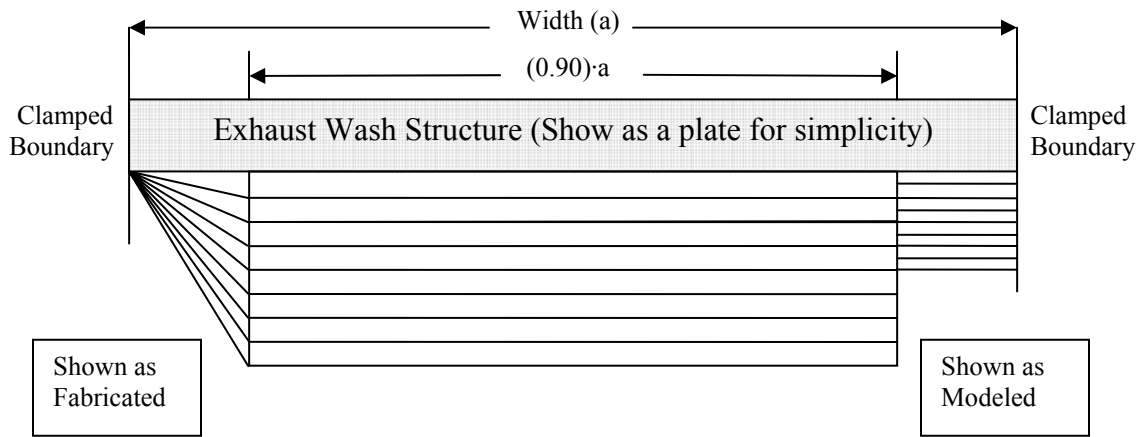 Width (a)
(0.90)·a
Clamped
Boundary
Exhaust Wash Structure (Show as a plate for simplicity)
Clamped
Boundary
Shown as
Fabricated
Shown as
Modeled